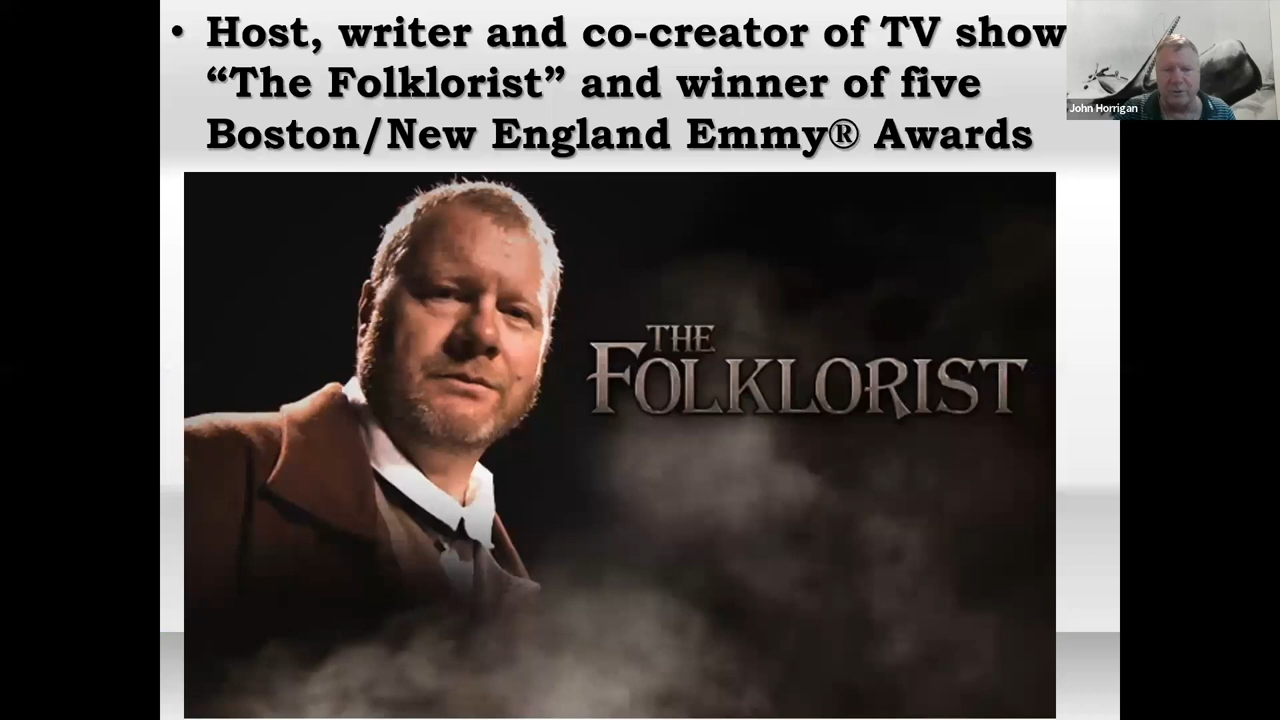 • Host, writer and co-creator of TV show
“The Folklorist” and winner of five
Boston/New England Emmy® Awards
John Horrigan
THE
FOLKLORIST